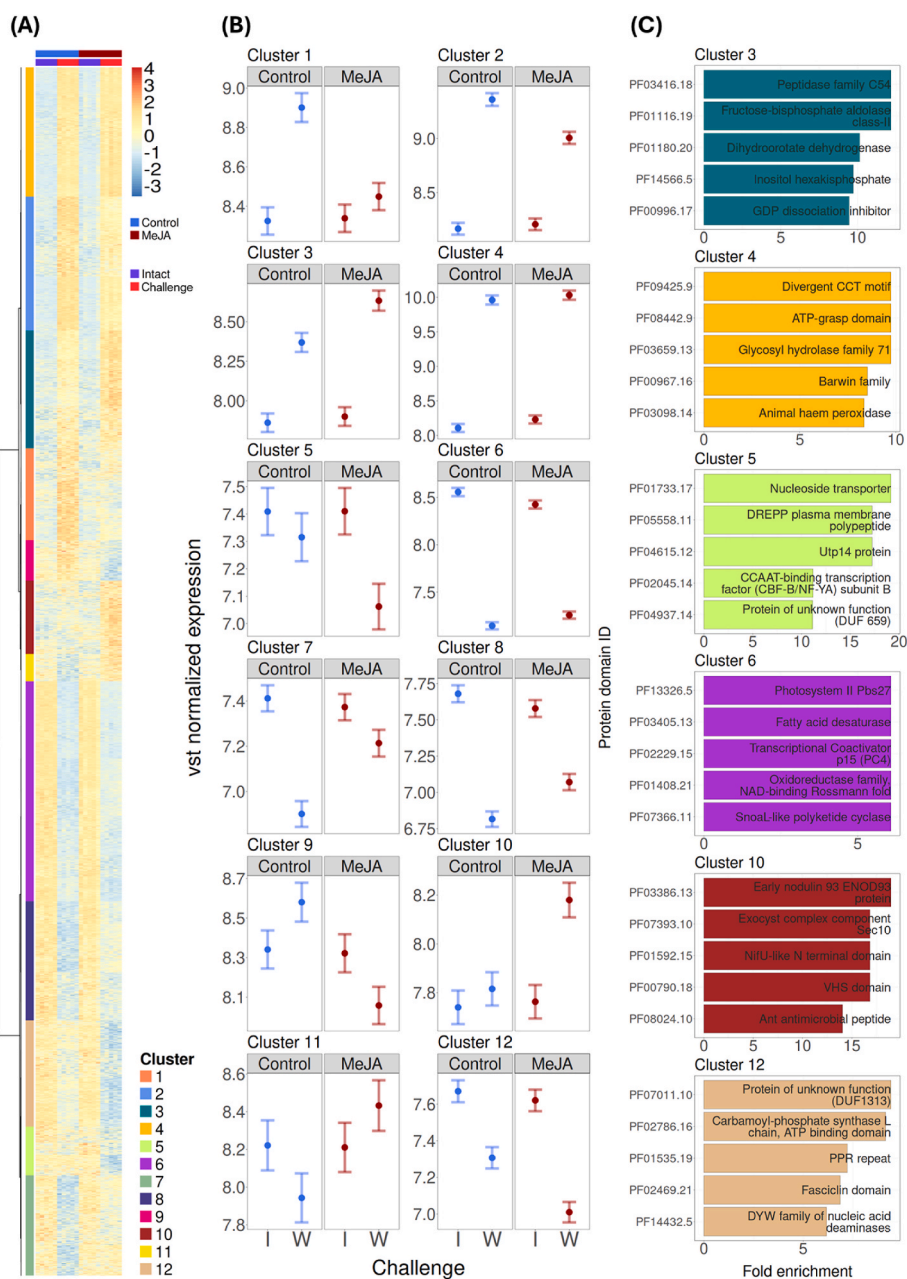 (A)
4
3
2
1
0
-1
-2
-3
Control
MeJA
Intact
Challenge
Cluster
1
2
3
4
5
6
7
8
9
10
11
12
(B)
vst normalized expression
Cluster 1
Control MeJA
9.0
8.8
8.6
8.4
Cluster 2
Control MeJA
9.0
8.5
Cluster 3
Control MeJA
8.50
8.25
8.00
Cluster 4
Control MeJA
10.0
9.5
9.0
8.5
8.0
Cluster 5
Control MeJA
7.5
7.4
7.3
7.2
7.1
7.0
Cluster 6
Control MeJA
8.5
8.0
7.5
Cluster 7
Control MeJA
7.4
7.2
7.0
Cluster 8
Control MeJA
7.75
7.50
7.25
7.00
6.75
Cluster 9
Control MeJA
8.7
8.5
8.3
8.1
Cluster 10
Control MeJA
8.2
8.0
7.8
Cluster 11
Control MeJA
8.6
8.4
8.2
8.0
7.8
I W I W
Cluster 12
Control MeJA
7.6
7.4
7.2
7.0
I W I W
Challenge
(C)
Protein domain ID
Cluster 3
PF03416.18 Peptidase family C54
PF01116.19 Fructose-bisphosphate aldolase
class-II
PF01180.20 Dihydroorotate dehydrogenase
PF14566.5 Inositol hexakisphosphate
PF00996.17 GDP dissociation inhibitor
0 5 10
Cluster 4
PF09425.9 Divergent CCT motif
PF08442.9 ATP-grasp domain
PF03659.13 Glycosyl hydrolase family 71
PF00967.16 Barwin family
PF03098.14 Animal haem peroxidase
0 5 10
Cluster 5
PF01733.17 Nucleoside transporter
PF05558.11 DREPP plasma membrane
polypeptide
PF04615.12 Utp14 protein
PF02045.14 CCAAT-binding transcription
factor (CBF-B/NF-YA) subunit B
PF04937.14 Protein of unknown function
(DUF 659)
0 5 10 15 20
Cluster 6
PF13326.5 Photosystem II Pbs27
PF03405.13 Fatty acid desaturase
PF02229.15 Transcriptional Coactivator
p15 (PC4)
PF01408.21 Oxidoreductase family,
NAD-binding Rossmann fold
PF07366.11 SnoaL-like polyketide cyclase
0 5
Cluster 10
PF03386.13 Early nodulin 93 ENOD93
protein
PF07393.10 Exocyst complex component
Sec10
PF01592.15 NifU-like N terminal domain
PF00790.18 VHS domain
PF08024.10 Ant antimicrobial peptide
0 5 10 15
Cluster 12
PF07011.10 Protein of unknown function
(DUF1313)
PF02786.16 Carbamoyl-phosphate synthase L
chain, ATP binding domain
PF01535.19 PPR repeat
PF02469.21 Fasciclin domain
PF14432.5 DYW family of nucleic acid
deaminases
0 5
Fold enrichment